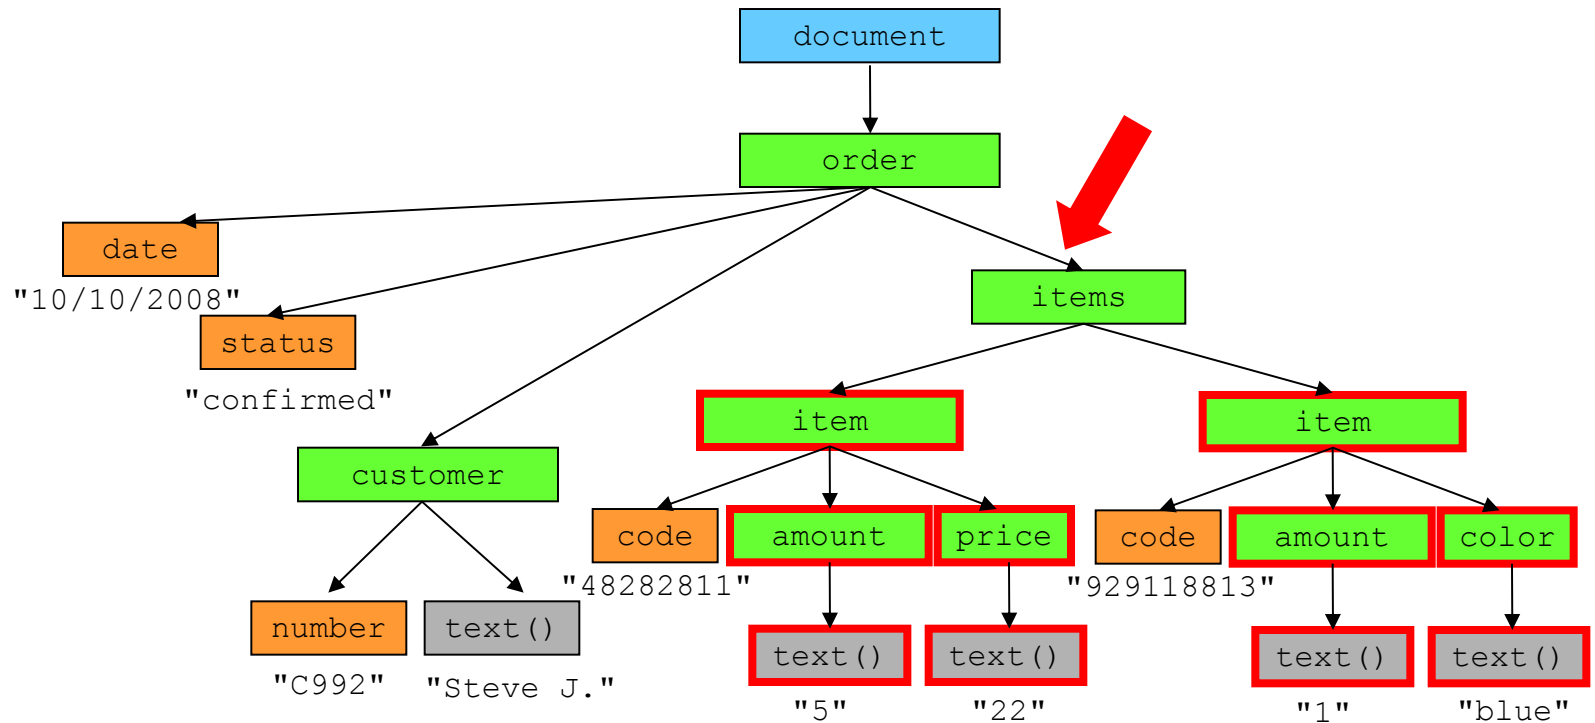 document
order
date
"10/10/2008"
items
status
"confirmed"
item
item
customer
code
amount
price
code
amount
color
"48282811"
"929118813"
number
text()
text()
text()
text()
text()
"C992"
"Steve J."
"5"
"22"
"1"
"blue"